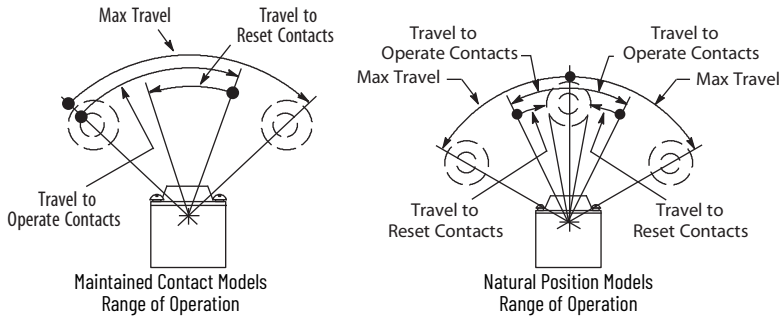 Max Travel
Travel to
Reset Contacts
Travel to
Operate Contacts
Maintained Contact Models
Range of Operation
Travel to
Operate Contacts
Travel to
Operate Contacts
Max Travel
Max Travel
Travel to
Reset Contacts
Travel to
Reset Contacts
Natural Position Models
Range of Operation